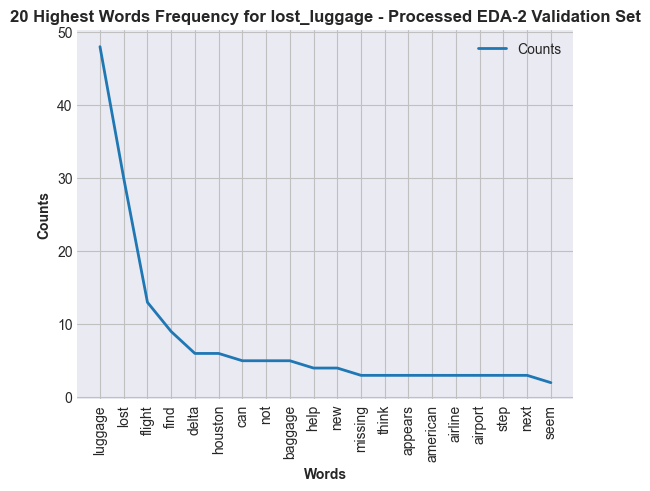 20 Highest Words Frequency for lost_luggage - Processed EDA-2 Validation Set
Counts
50
40
30
20
10
0
Counts
luggage
lost
flight
find
delta
houston
can
not
baggage
help
new
missing
think
appears
american
airline
airport
step
next
seem
Words